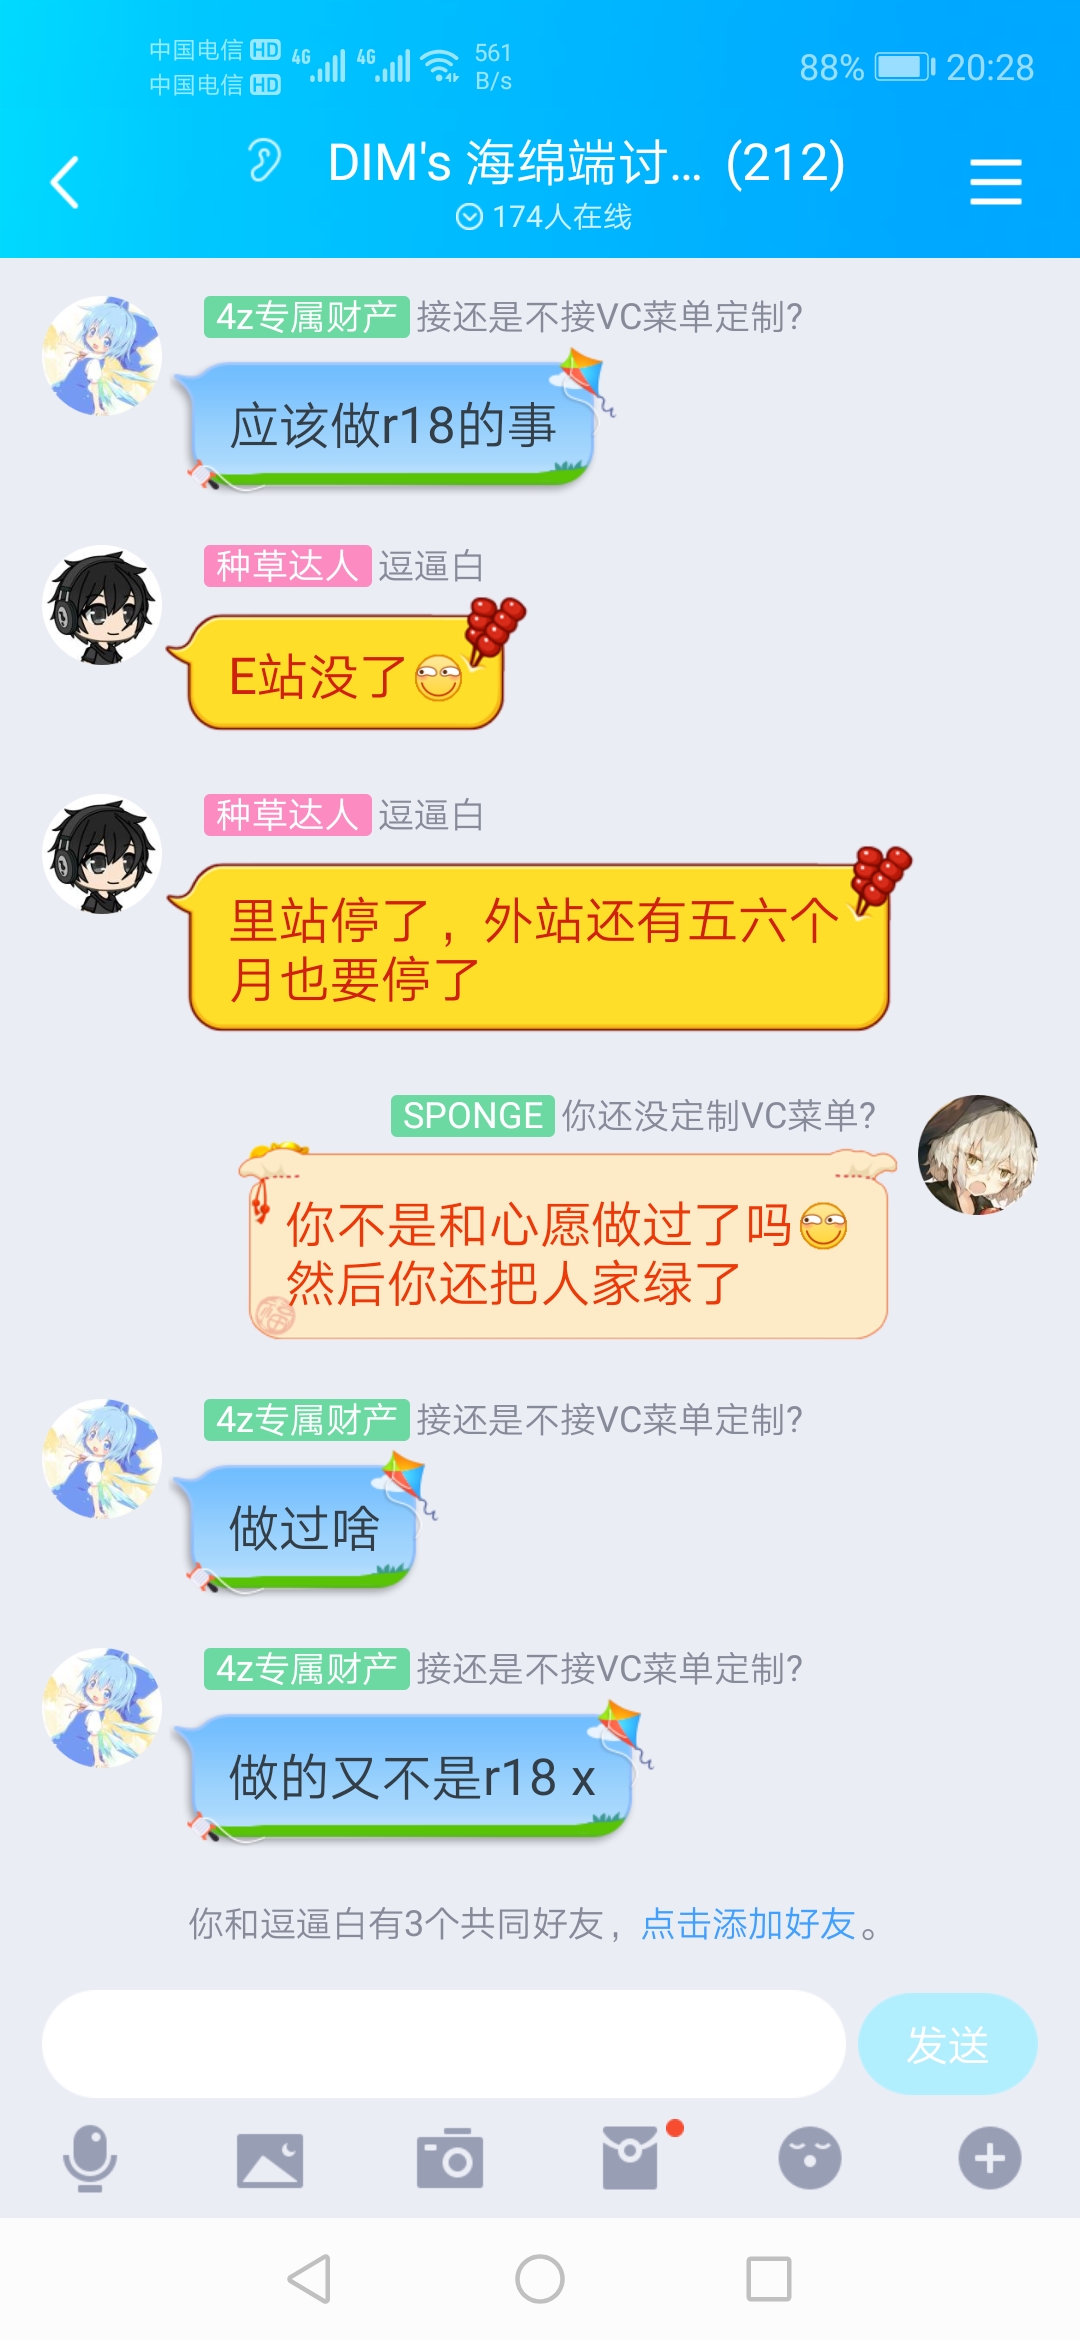 中国电信 HD 4G 4G 561 88% 20:28
中国电信 HD B/s
DIM's 海绵端讨... (212)
174人在线
4z专属财产 接还是不接VC菜单定制?
应该做r18的事
种草达人 逗逼白
E站没了
种草达人 逗逼白
里站停了，外站还有五六个
月也要停了
SPONGE 你还没定制VC菜单?
你不是和心愿做过了吗
然后你还把人家绿了
福
4z专属财产 接还是不接VC菜单定制?
做过啥
4z专属财产 接还是不接VC菜单定制?
做的又不是r18 x
你和逗逼白有3个共同好友，点击添加好友。
发送